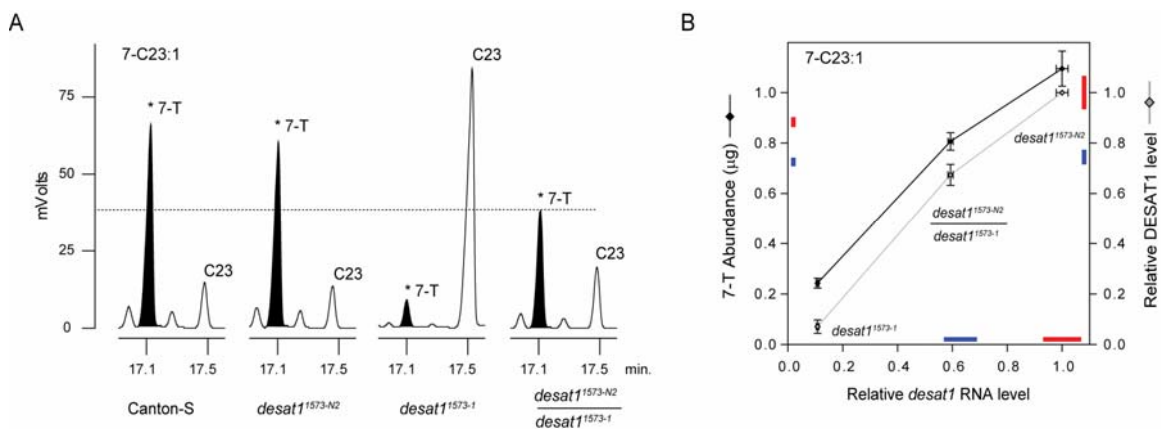 A
7-C23:1
C23
* 7-T
* 7-T
* 7-T
* 7-T
C23
C23
C23
mVolts
75
50
25
0
17.1 17.5 17.1 17.5 17.1 17.5 17.1 17.5 min.
Canton-S
desat1 1573-N2
desat1 1573-1
desat1 1573-N2
desat1 1573-1
B
7-C23:1
7-T Abundance (µg)
1.0
0.8
0.6
0.4
0.2
0.0
desat1 1573-N2
desat1 1573-N2
desat1 1573-1
desat1 1573-1
1.0
0.8
0.6
0.4
0.2
0.0
Relative DESAT1 level
0.0 0.2 0.4 0.6 0.8 1.0
Relative desat1 RNA level